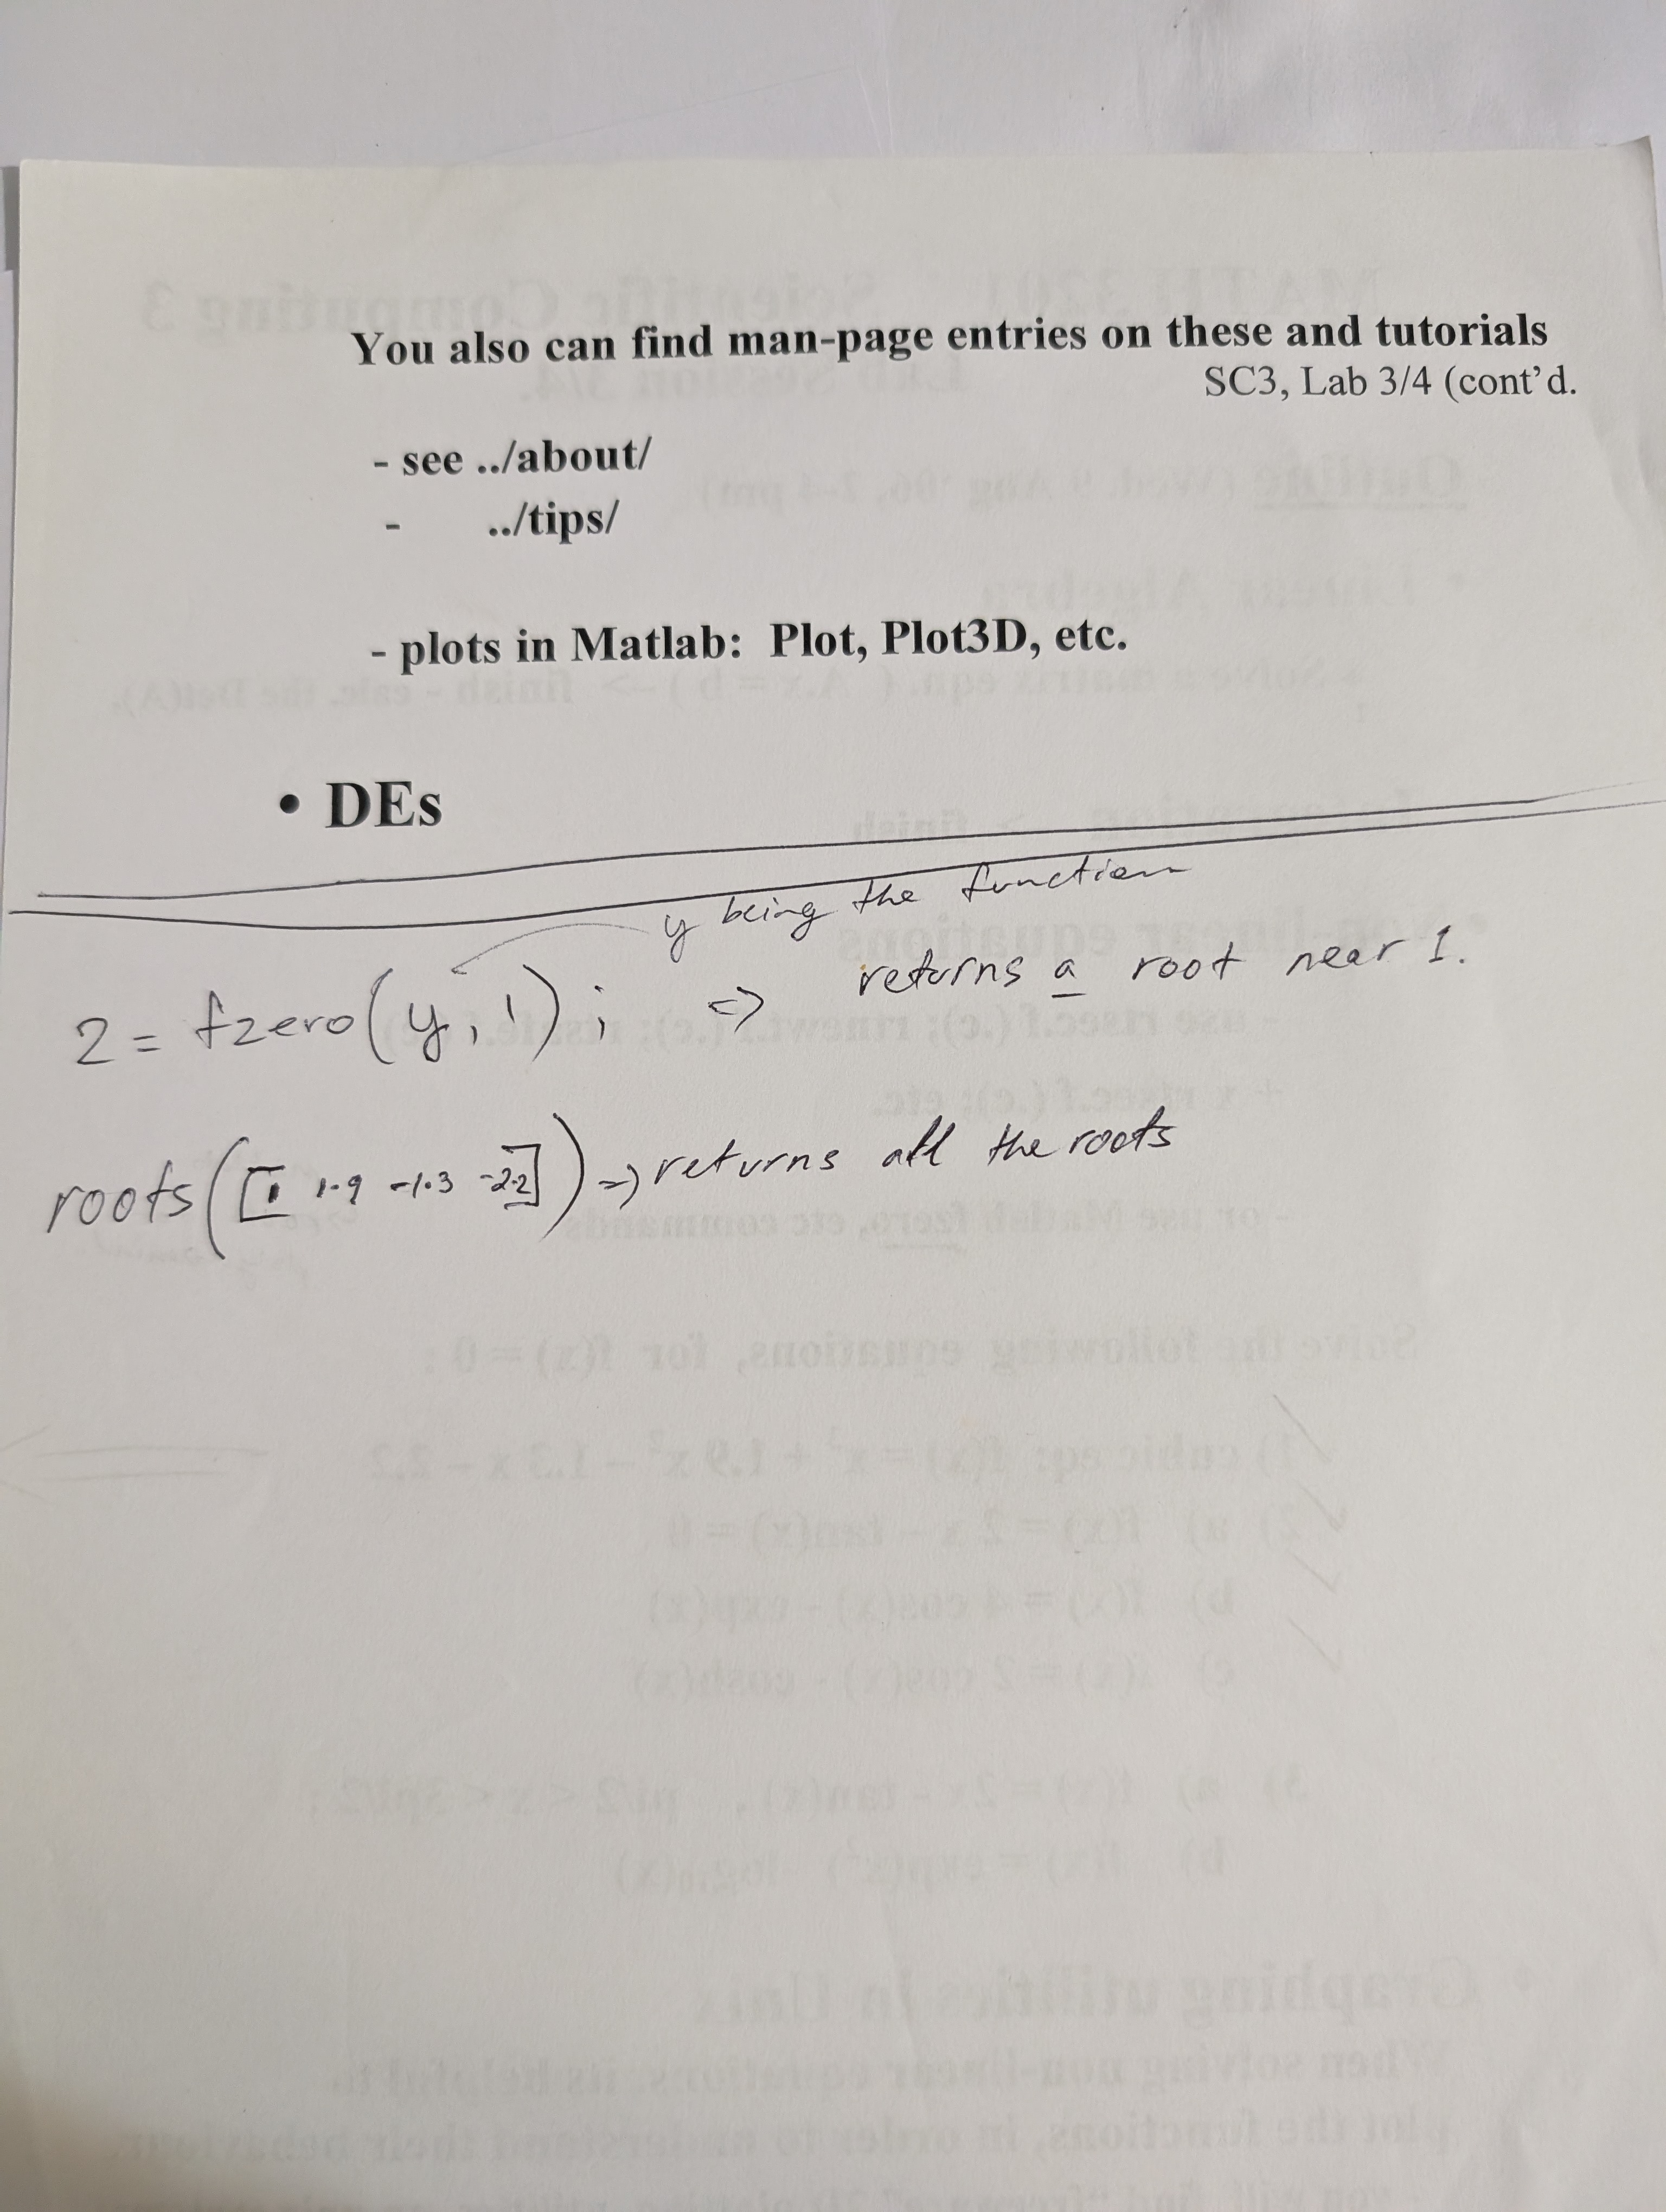 You also can find man-page entries on these and tutorials
SC3, Lab 3/4 (cont'd.
- see ../about/
- ../tips/
- plots in Matlab: Plot, Plot3D, etc.
• DEs
y being the function
2 = fzero(y, 1); => returns a root near 1.
roots([1 1.9 -1.3 -2.2]) => returns all the roots